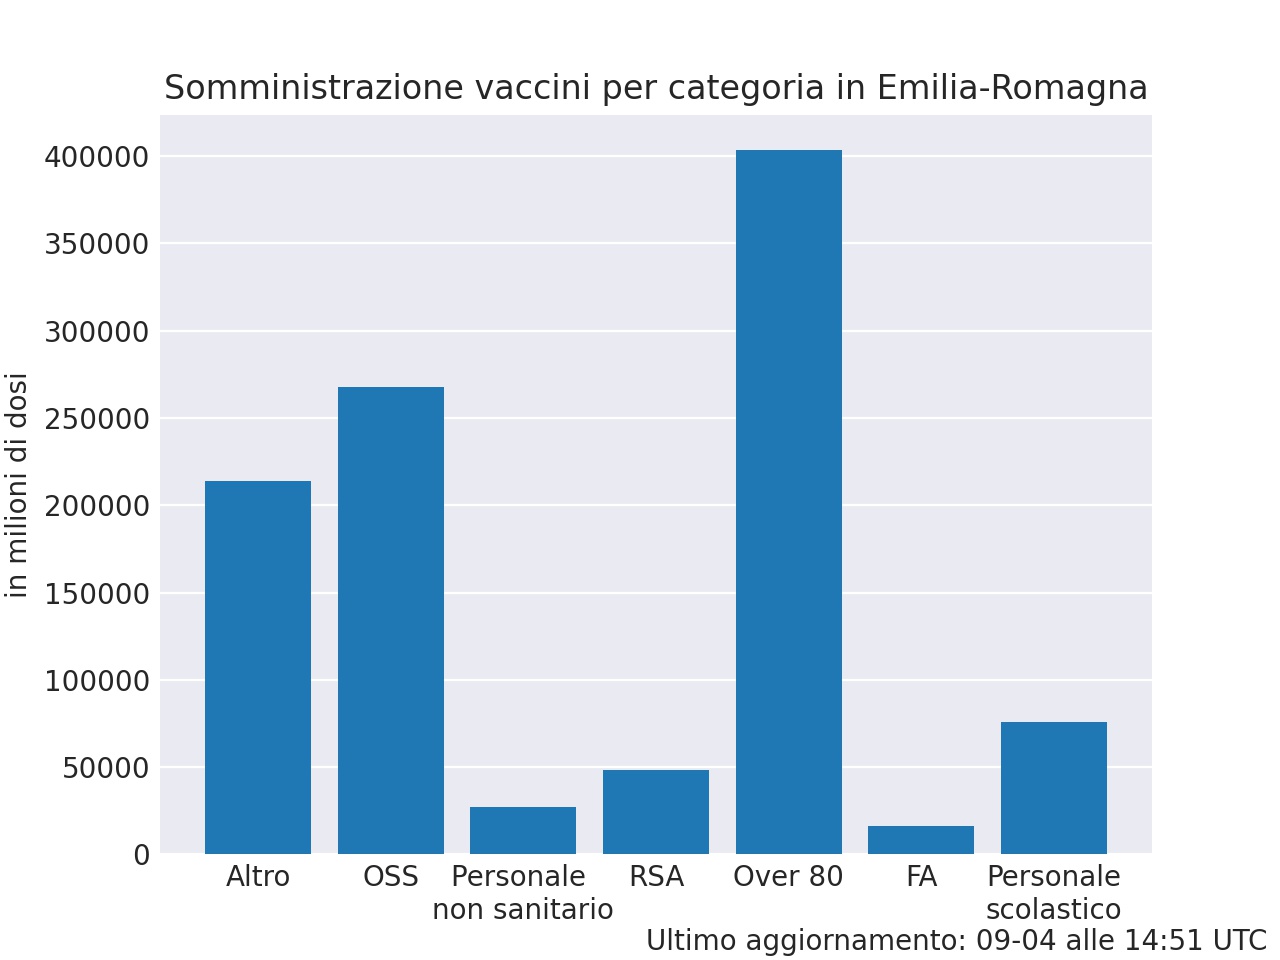 Somministrazione vaccini per categoria in Emilia-Romagna
in milioni di dosi
400000
350000
300000
250000
200000
150000
100000
50000
0
Altro
OSS
Personale
non sanitario
RSA
Over 80
FA
Personale
scolastico
Ultimo aggiornamento: 09-04 alle 14:51 UTC